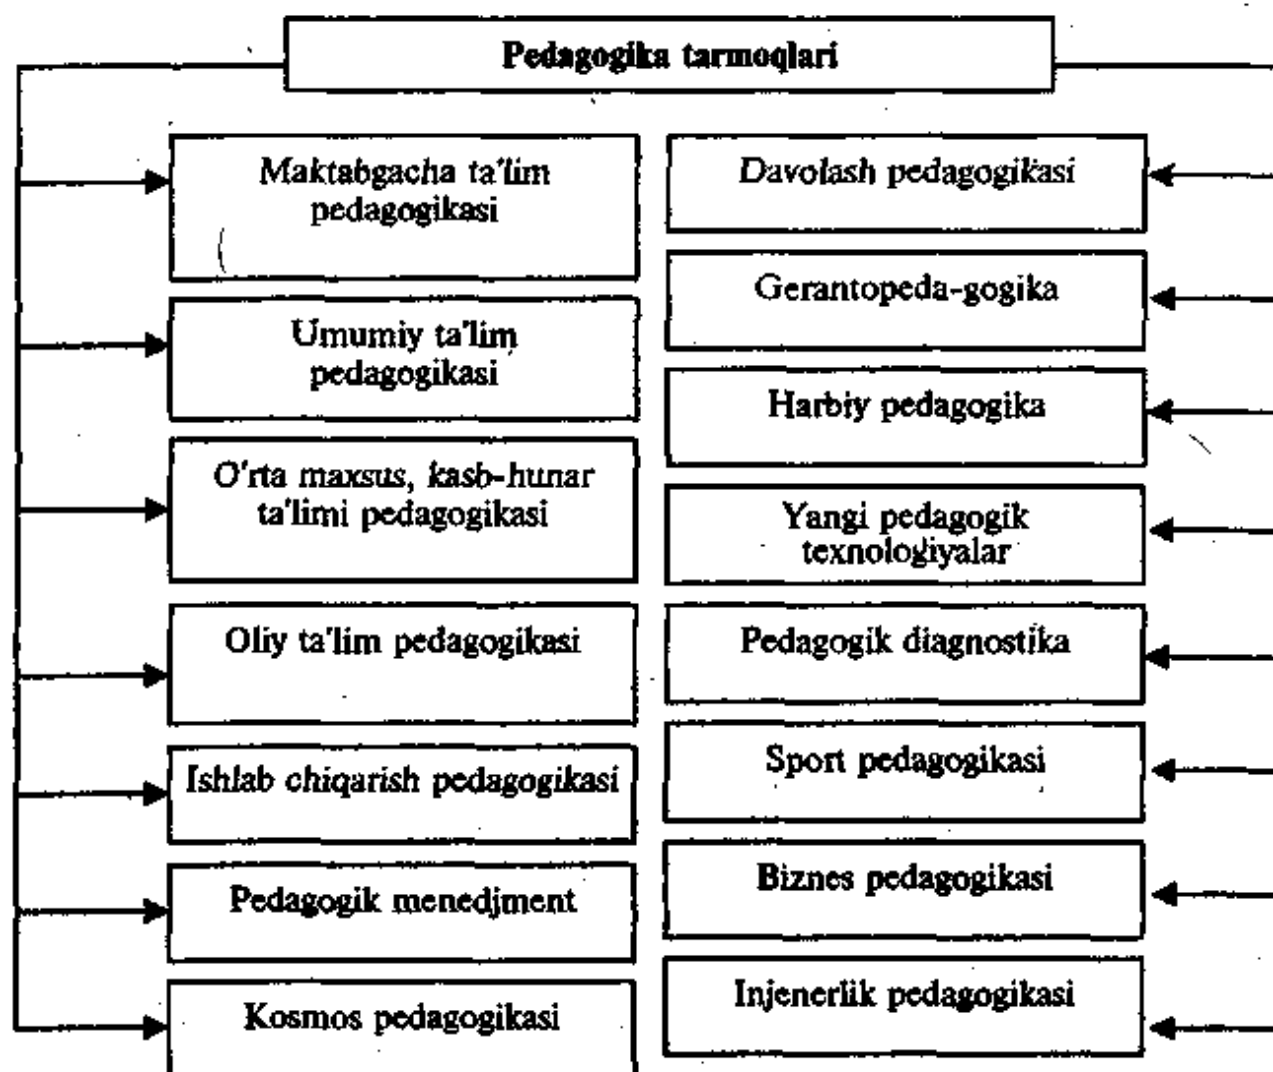 Pedagogika tarmoqlari
Maktabgacha ta'lim
pedagogikasi
Umumiy ta'lim
pedagogikasi
O'rta maxsus, kasb-hunar
ta'limi pedagogikasi
Oliy ta'lim pedagogikasi
Ishlab chiqarish pedagogikasi
Pedagogik menedjment
Kosmos pedagogikasi
Davolash pedagogikasi
Gerantopeda-gogika
Harbiy pedagogika
Yangi pedagogik
texnologiyalar
Pedagogik diagnostika
Sport pedagogikasi
Biznes pedagogikasi
Injenerlik pedagogikasi